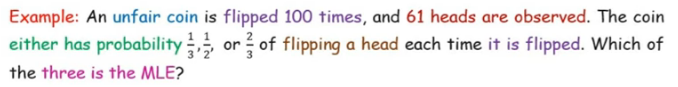 Example: An unfair coin is flipped 100 times, and 61 heads are observed. The coin
either has probability 1/3, 1/2, or 2/3 of flipping a head each time it is flipped. Which of
the three is the MLE?